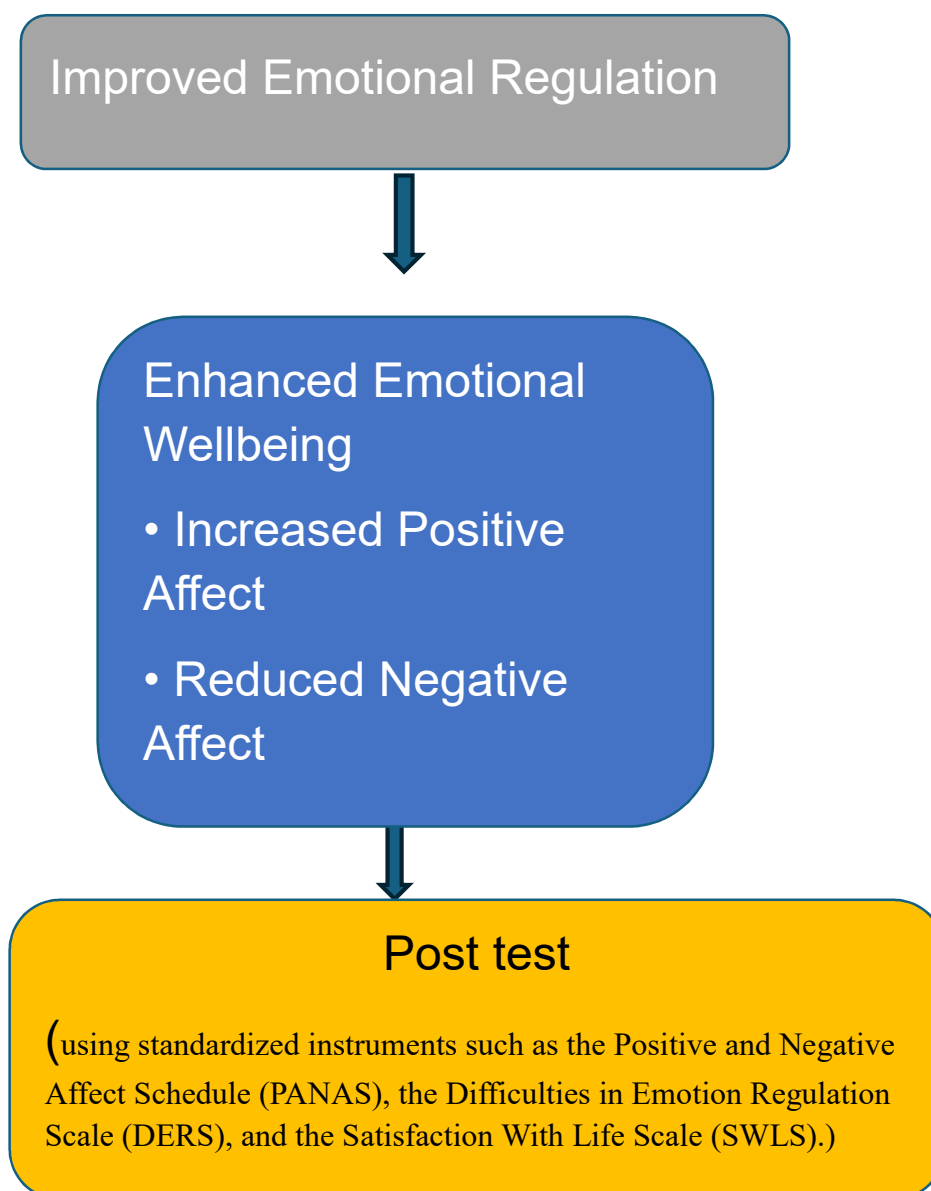 Improved Emotional Regulation
Enhanced Emotional
Wellbeing
• Increased Positive
Affect
• Reduced Negative
Affect
Post test
(using standardized instruments such as the Positive and Negative
Affect Schedule (PANAS), the Difficulties in Emotion Regulation
Scale (DERS), and the Satisfaction With Life Scale (SWLS).)